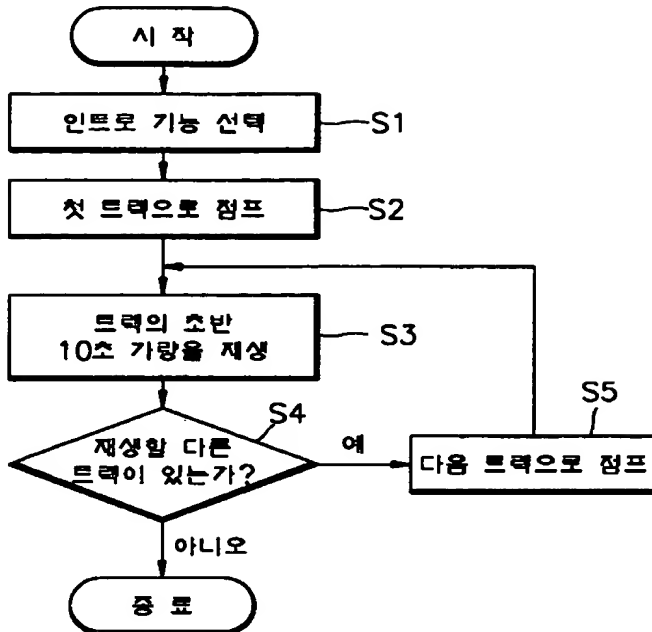 시 작
인트로 기능 선택
S1
첫 트랙으로 점프
S2
트랙의 초반
10초 가량을 재생
S3
S4
재생할 다른
트랙이 있는가?
예
S5
다음 트랙으로 점프
아니오
종 료